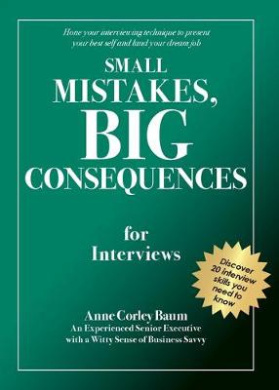 Hone your interviewing technique to present
your best self and land your dream job
SMALL
MISTAKES,
BIG
CONSEQUENCES
for
Interviews
Discover
20 interview
skills you
need to
know
Anne Corley Baum
An Experienced Senior Executive
with a Witty Sense of Business Savvy